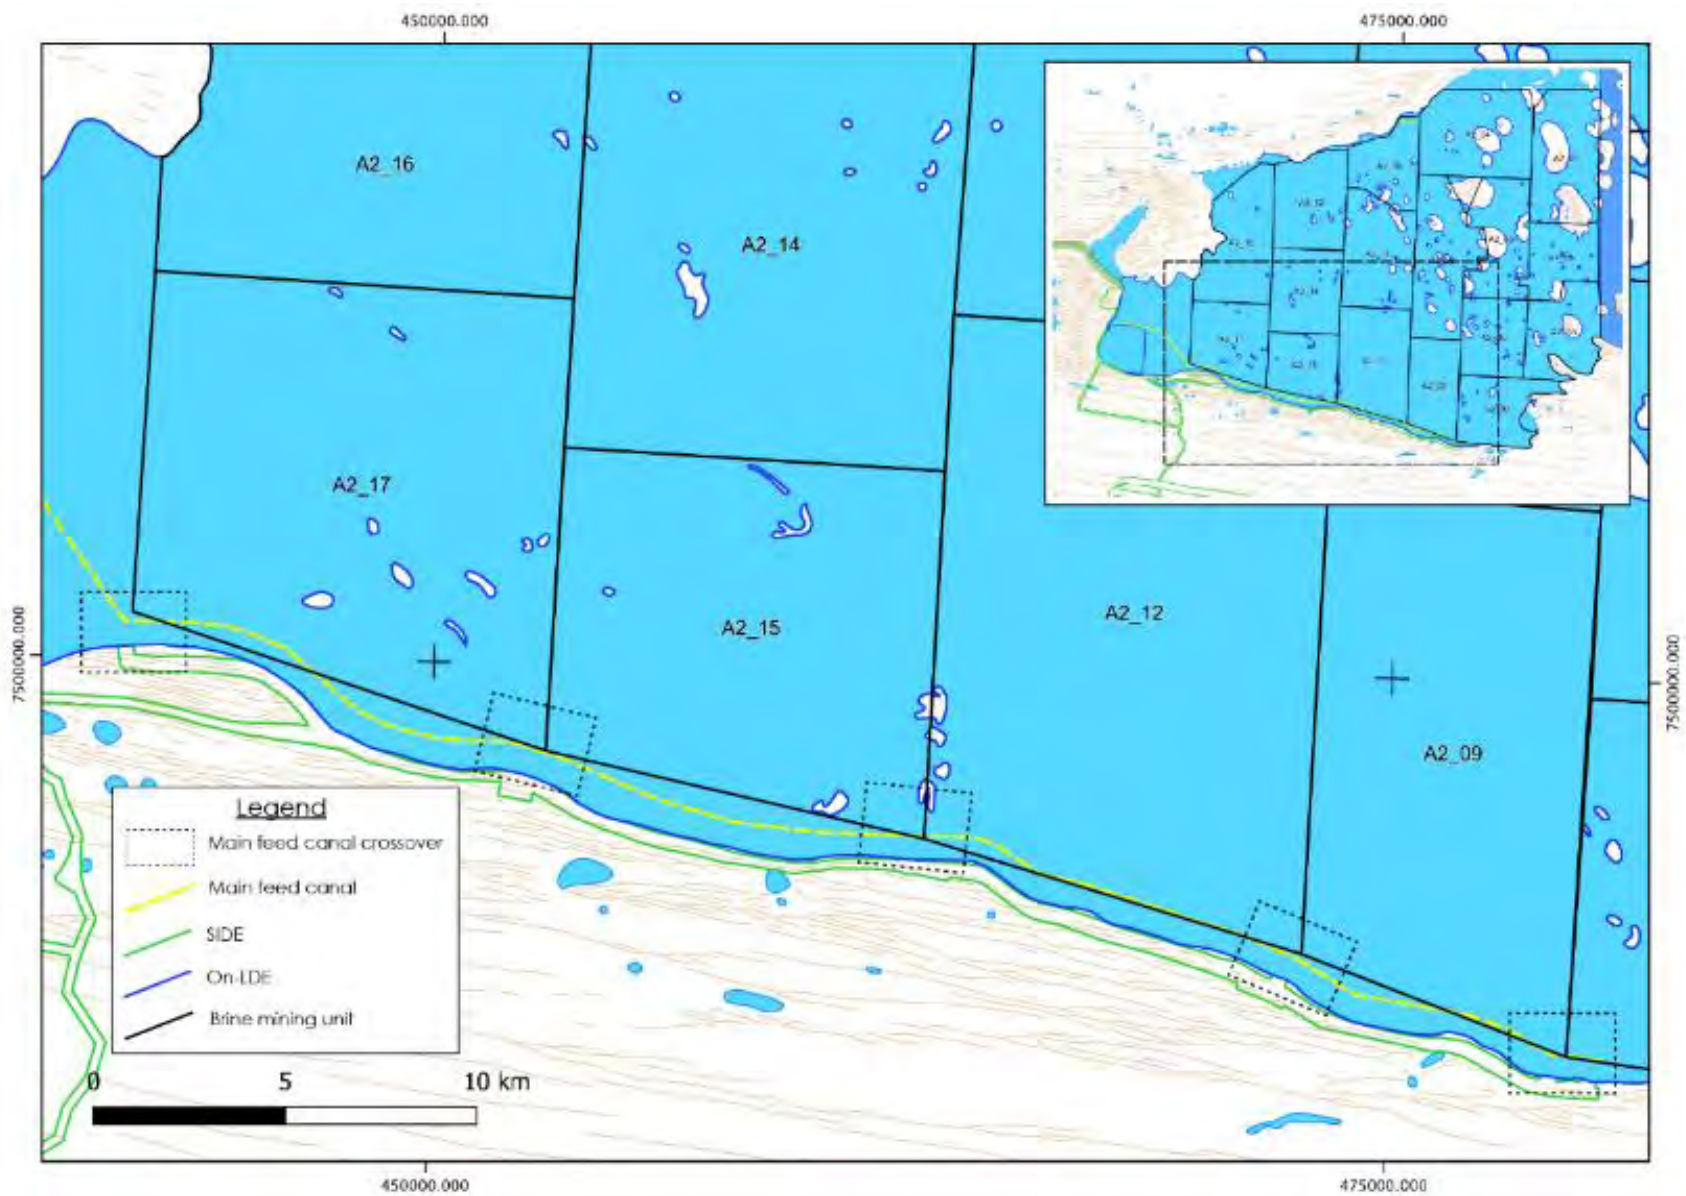 450000.000
475000.000
A2_16
A2_14
A2_17
A2_15
A2_12
A2_09
7500000.000
7500000.000
Legend
Main feed canal crossover
Main feed canal
SIDE
On-LDE
Brine mining unit
0 5 10 km
450000.000
475000.000